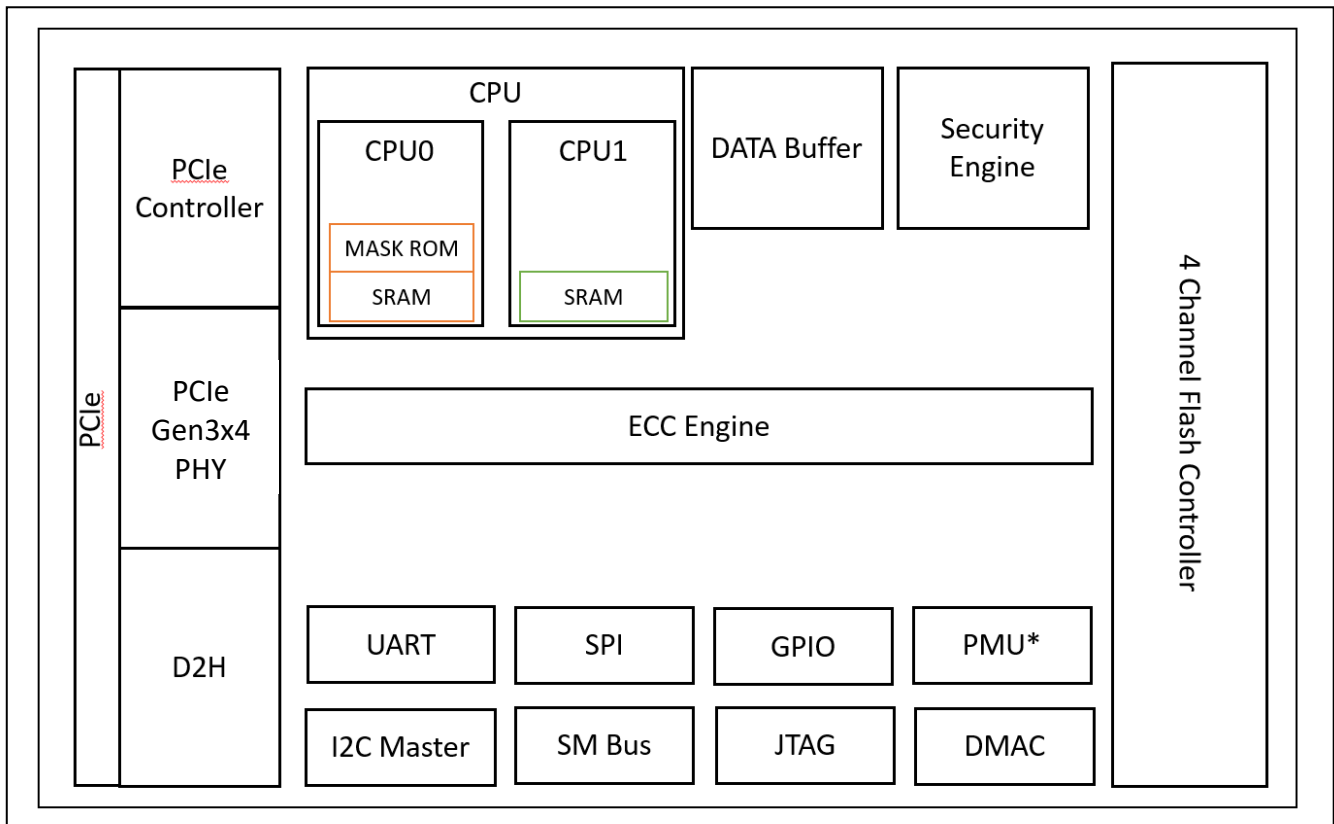 PCIe
PCIe
Controller
PCIe
Gen3x4
PHY
D2H
CPU
CPU0
MASK ROM
SRAM
CPU1
SRAM
DATA Buffer
Security
Engine
ECC Engine
UART
SPI
GPIO
PMU*
I2C Master
SM Bus
JTAG
DMAC
4 Channel Flash Controller